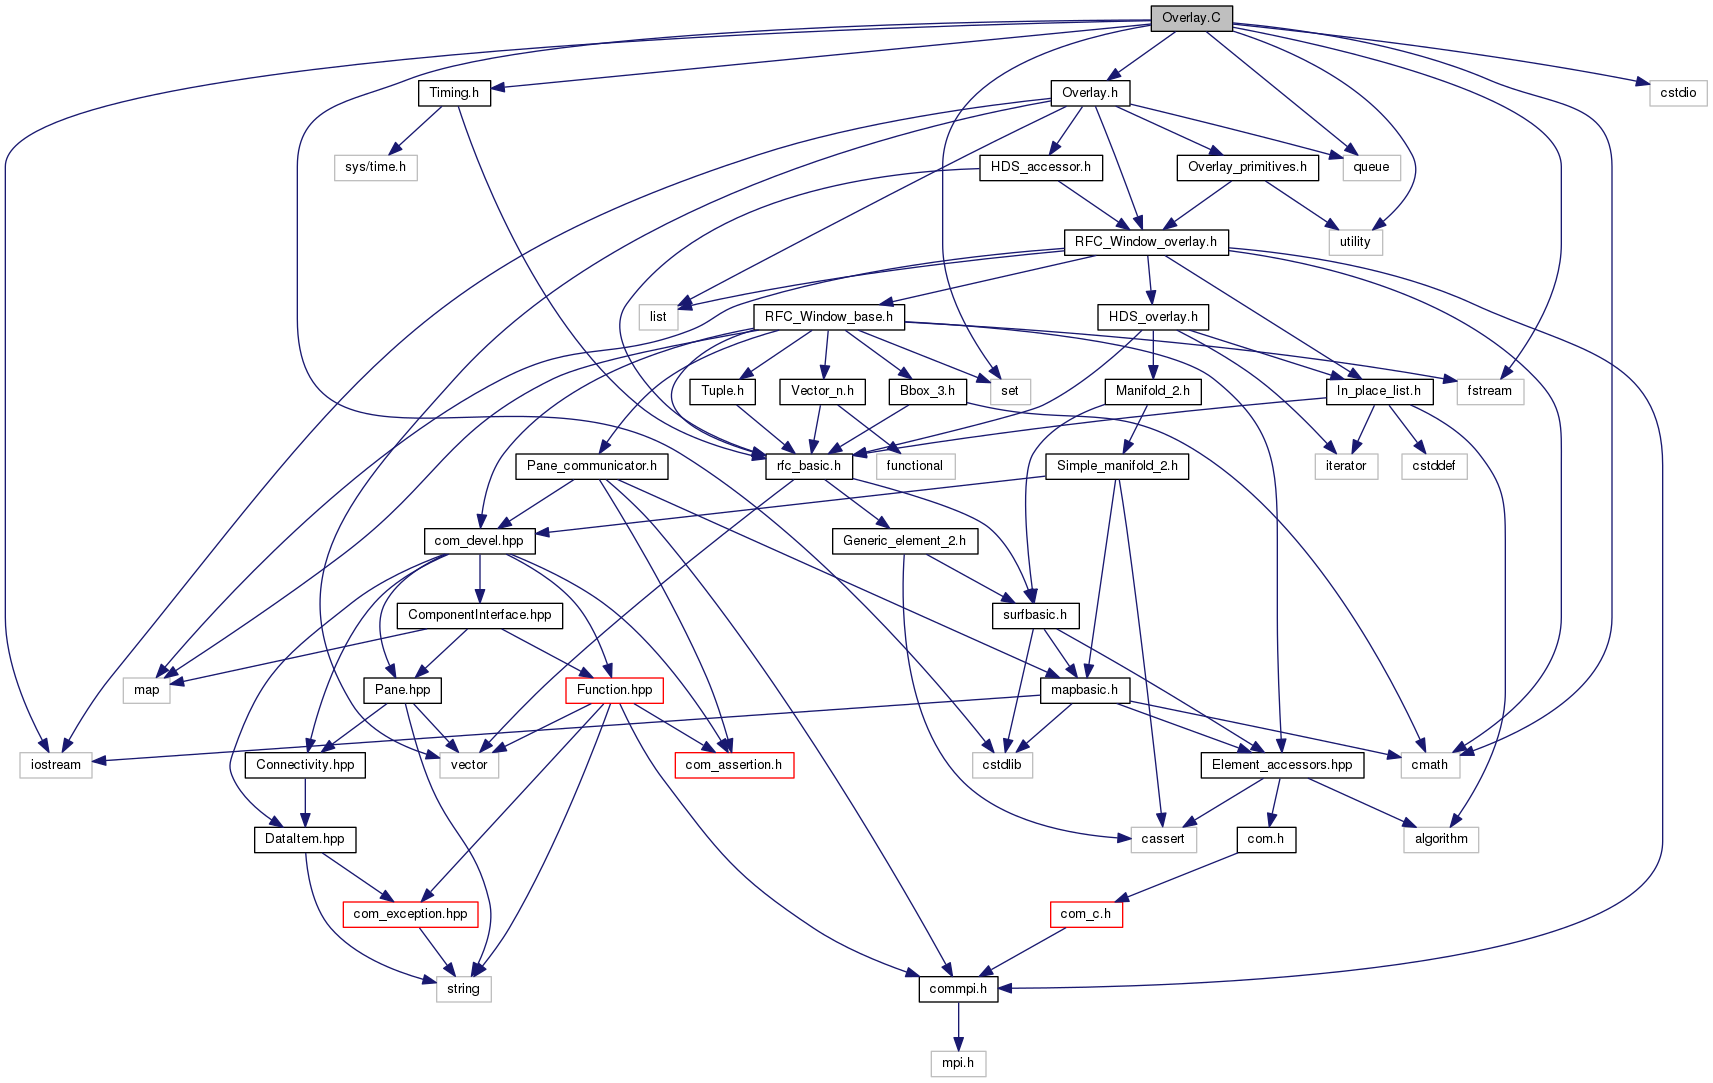 Overlay.C
Timing.h
Overlay.h
cstdio
sys/time.h
HDS_accessor.h
Overlay_primitives.h
queue
RFC_Window_overlay.h
utility
list
RFC_Window_base.h
HDS_overlay.h
Tuple.h
Vector_n.h
Bbox_3.h
set
Manifold_2.h
In_place_list.h
fstream
Pane_communicator.h
rfc_basic.h
functional
Simple_manifold_2.h
iterator
cstddef
com_devel.hpp
Generic_element_2.h
ComponentInterface.hpp
surfbasic.h
map
Pane.hpp
Function.hpp
mapbasic.h
iostream
Connectivity.hpp
vector
com_assertion.h
cstdlib
Element_accessors.hpp
cmath
DataItem.hpp
cassert
com.h
algorithm
com_exception.hpp
com_c.h
string
commpi.h
mpi.h